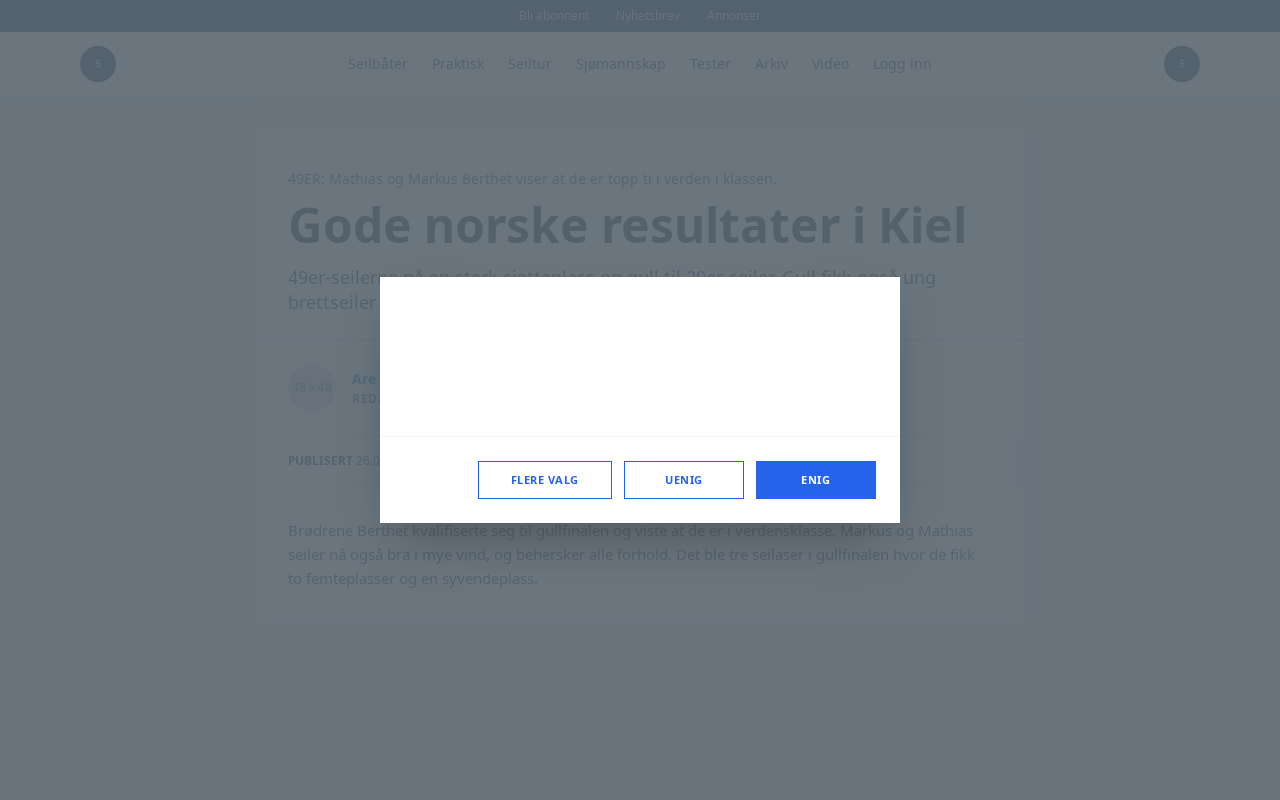 Bli abonnent Nyhetsbrev Annonser
S Seilbåter Praktisk Seiltur Sjømannskap Tester Arkiv Video Logg inn S
49ER: Mathias og Markus Berthet viser at de er topp ti i verden i klassen.
Gode norske resultater i Kiel
49er-seilerne på en sterk sjetteplass og gull til 29er-seiler. Gull fikk også ung
brettseiler
48×48
Are
PUBLISERT 26.0
FLERE VALG UENIG ENIG
Brødrene Berthet kvalifiserte seg til gullfinalen og viste at de er i verdensklasse. Markus og Mathias
seiler nå også bra i mye vind, og behersker alle forhold. Det ble tre seilaser i gullfinalen hvor de fikk
to femteplasser og en syvendeplass.